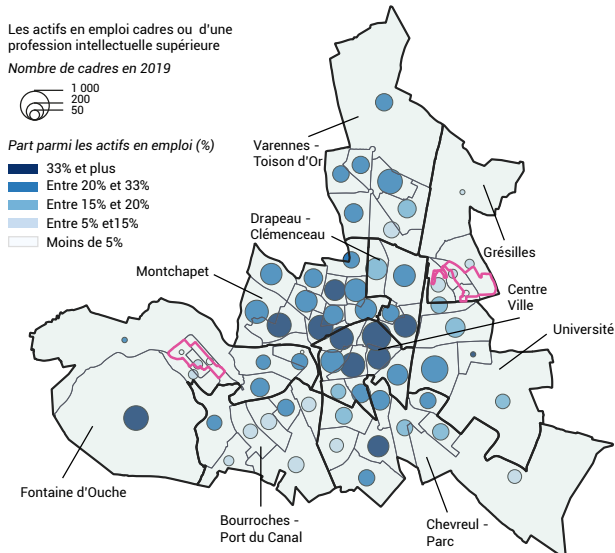 Les actifs en emploi cadres ou d'une
profession intellectuelle supérieure
Nombre de cadres en 2019
1 000
200
50
Part parmi les actifs en emploi (%)
33% et plus
Entre 20% et 33%
Entre 15% et 20%
Entre 5% et15%
Moins de 5%
Varennes -
Toison d'Or
Drapeau -
Clémenceau
Grésilles
Montchapet
Centre
Ville
Université
Fontaine d'Ouche
Bourroches -
Port du Canal
Chevreul -
Parc